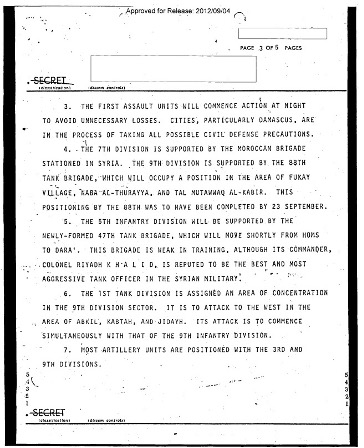 Approved for Release: 2012/09/04
PAGE 3 OF 5 PAGES
SECRET
(classification) (dissem controls)
3. THE FIRST ASSAULT UNITS WILL COMMENCE ACTION AT NIGHT
TO AVOID UNNECESSARY LOSSES. CITIES, PARTICULARLY DAMASCUS, ARE
IN THE PROCESS OF TAKING ALL POSSIBLE CIVIL DEFENSE PRECAUTIONS.
4. THE 7TH DIVISION IS SUPPORTED BY THE MOROCCAN BRIGADE
STATIONED IN SYRIA. THE 9TH DIVISION IS SUPPORTED BY THE 88TH
TANK BRIGADE, WHICH WILL OCCUPY A POSITION IN THE AREA OF FUKAY
VILLAGE, KABA AC-THURAYYA, AND TAL MUTAWWAQ AL-KABIR. THIS
POSITIONING BY THE 88TH WAS TO HAVE BEEN COMPLETED BY 23 SEPTEMBER.
5. THE 5TH INFANTRY DIVISION WILL BE SUPPORTED BY THE
NEWLY-FORMED 47TH TANK BRIGADE, WHICH WILL MOVE SHORTLY FROM HOMS
TO DARA'. THIS BRIGADE IS WEAK IN TRAINING, ALTHOUGH ITS COMMANDER,
COLONEL RIYADH K H A L I D, IS REPUTED TO BE THE BEST AND MOST
AGGRESSIVE TANK OFFICER IN THE SYRIAN MILITARY.
6. THE 1ST TANK DIVISION IS ASSIGNED AN AREA OF CONCENTRATION
IN THE 9TH DIVISION SECTOR. IT IS TO ATTACK TO THE WEST IN THE
AREA OF ABKIL, KABTAH, AND JIDAYH. ITS ATTACK IS TO COMMENCE
SIMULTANEOUSLY WITH THAT OF THE 9TH INFANTRY DIVISION.
7. MOST ARTILLERY UNITS ARE POSITIONED WITH THE 3RD AND
9TH DIVISIONS.
5
4
3
2
1
5
4
3
2
1
SECRET
(classification) (dissem controls)